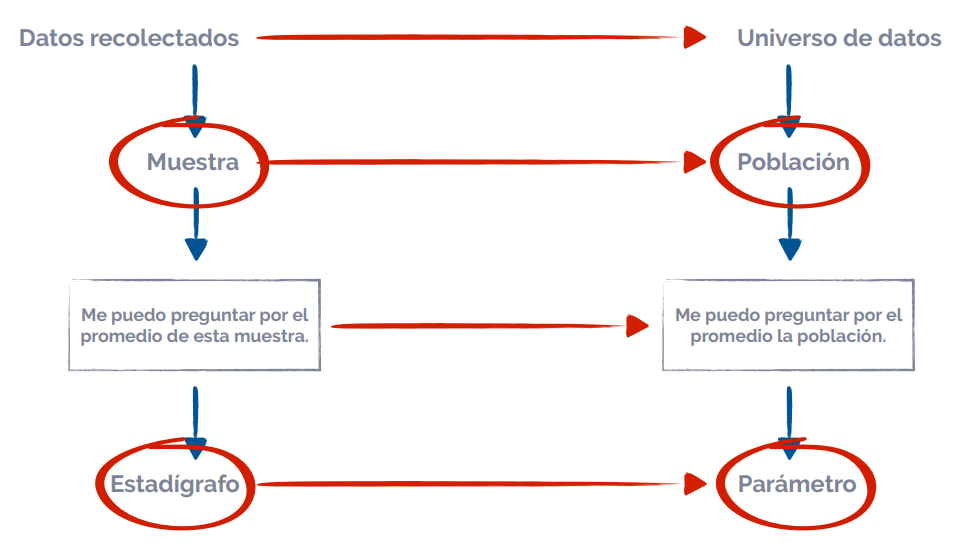 Datos recolectados
Universo de datos
Muestra
Población
Me puedo preguntar por el
promedio de esta muestra.
Me puedo preguntar por el
promedio la población.
Estadígrafo
Parámetro